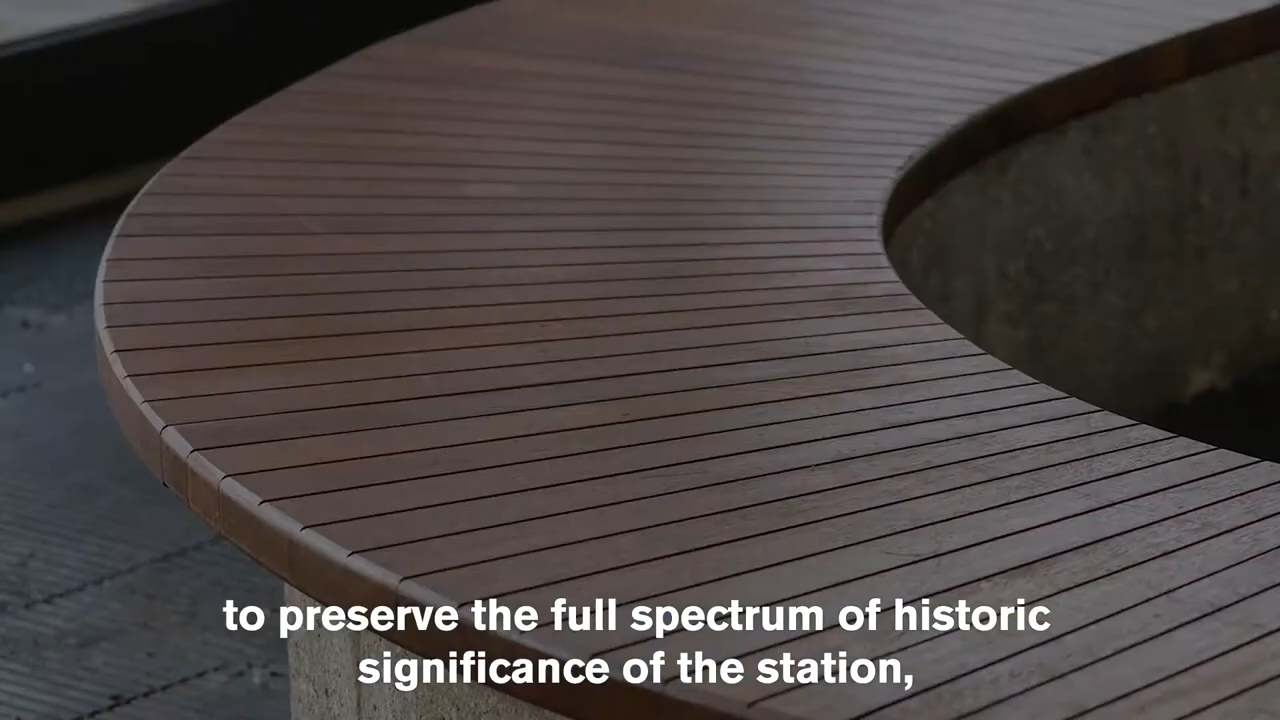 to preserve the full spectrum of historic
significance of the station,